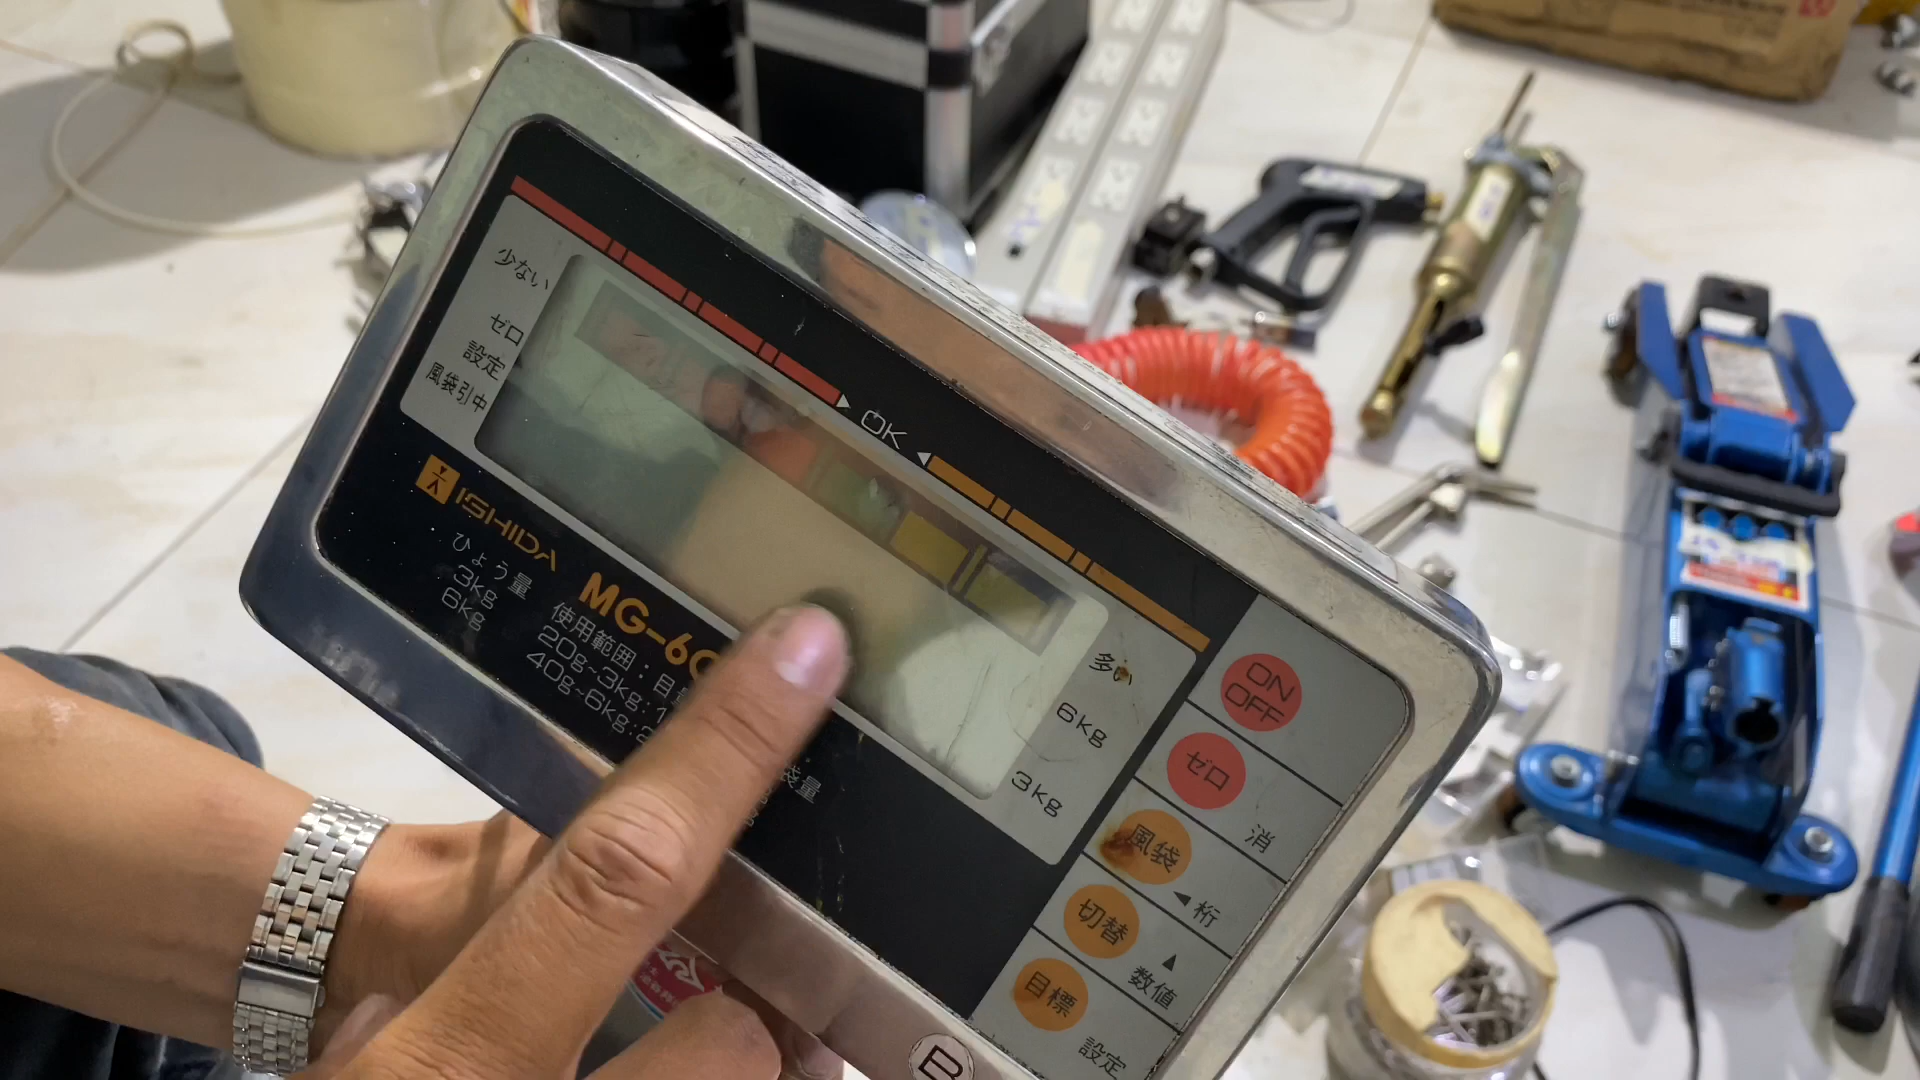 少ない
ゼロ
設定
風袋引中
OK
ISHIDA
MG-60
ひょう量
3kg
6kg
使用範囲:目
20g~3kg:1
40g~6kg:2
袋量
多い
6kg
3kg
ON
OFF
ゼロ
消
風袋
桁
切替
数値
目標
設定
B